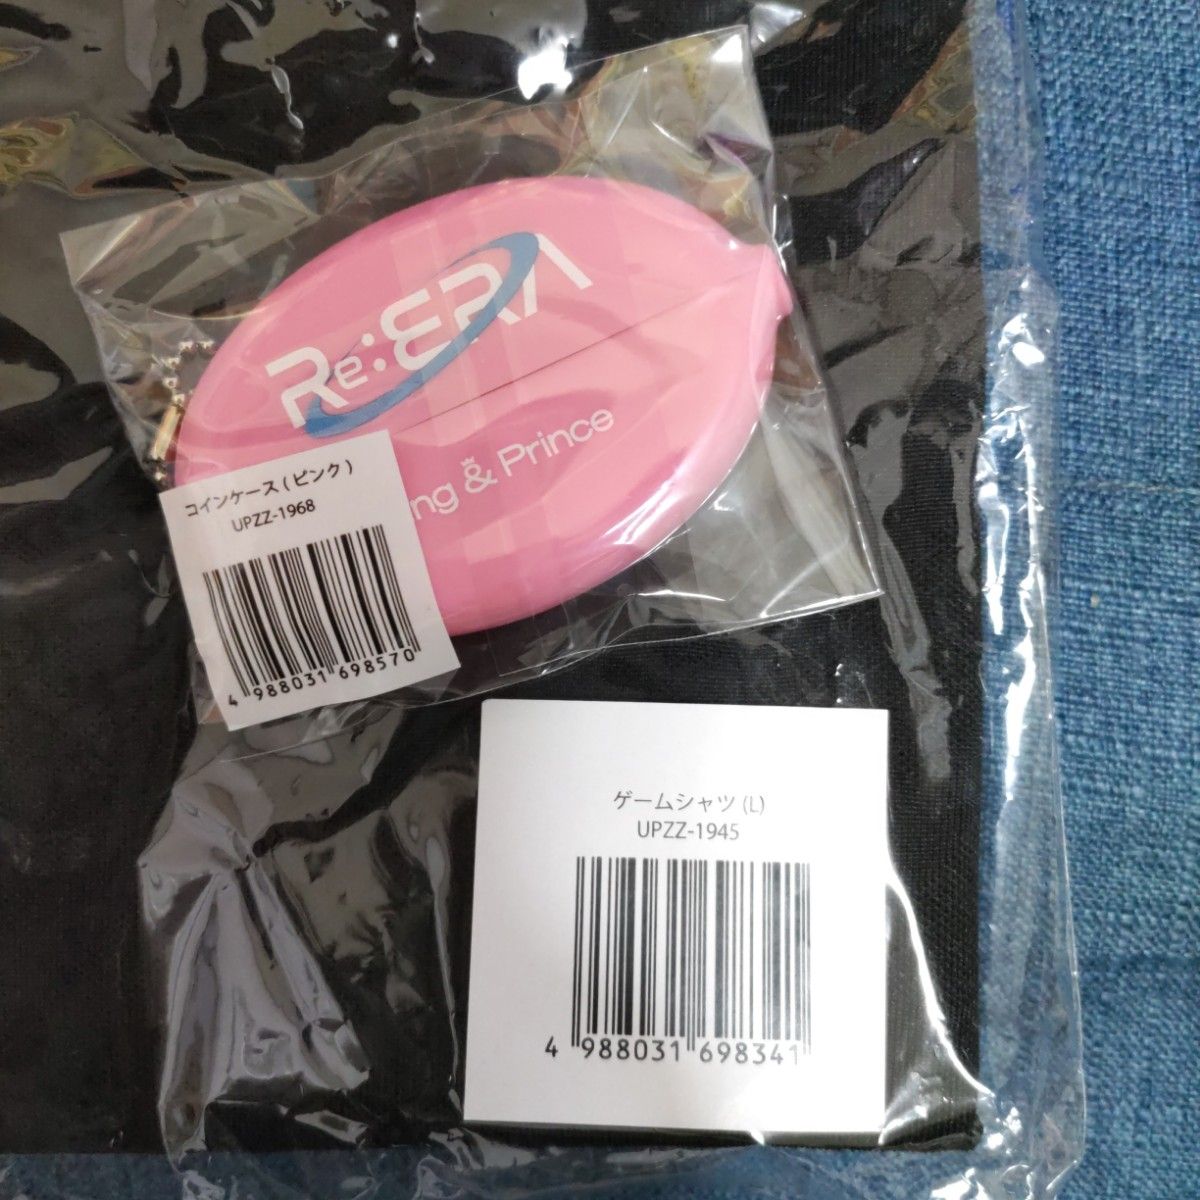 Re:ERA
ng & Prince
コインケース(ピンク)
UPZZ-1968
4 988031 698570
ゲームシャツ(L)
UPZZ-1945
4 988031 698341